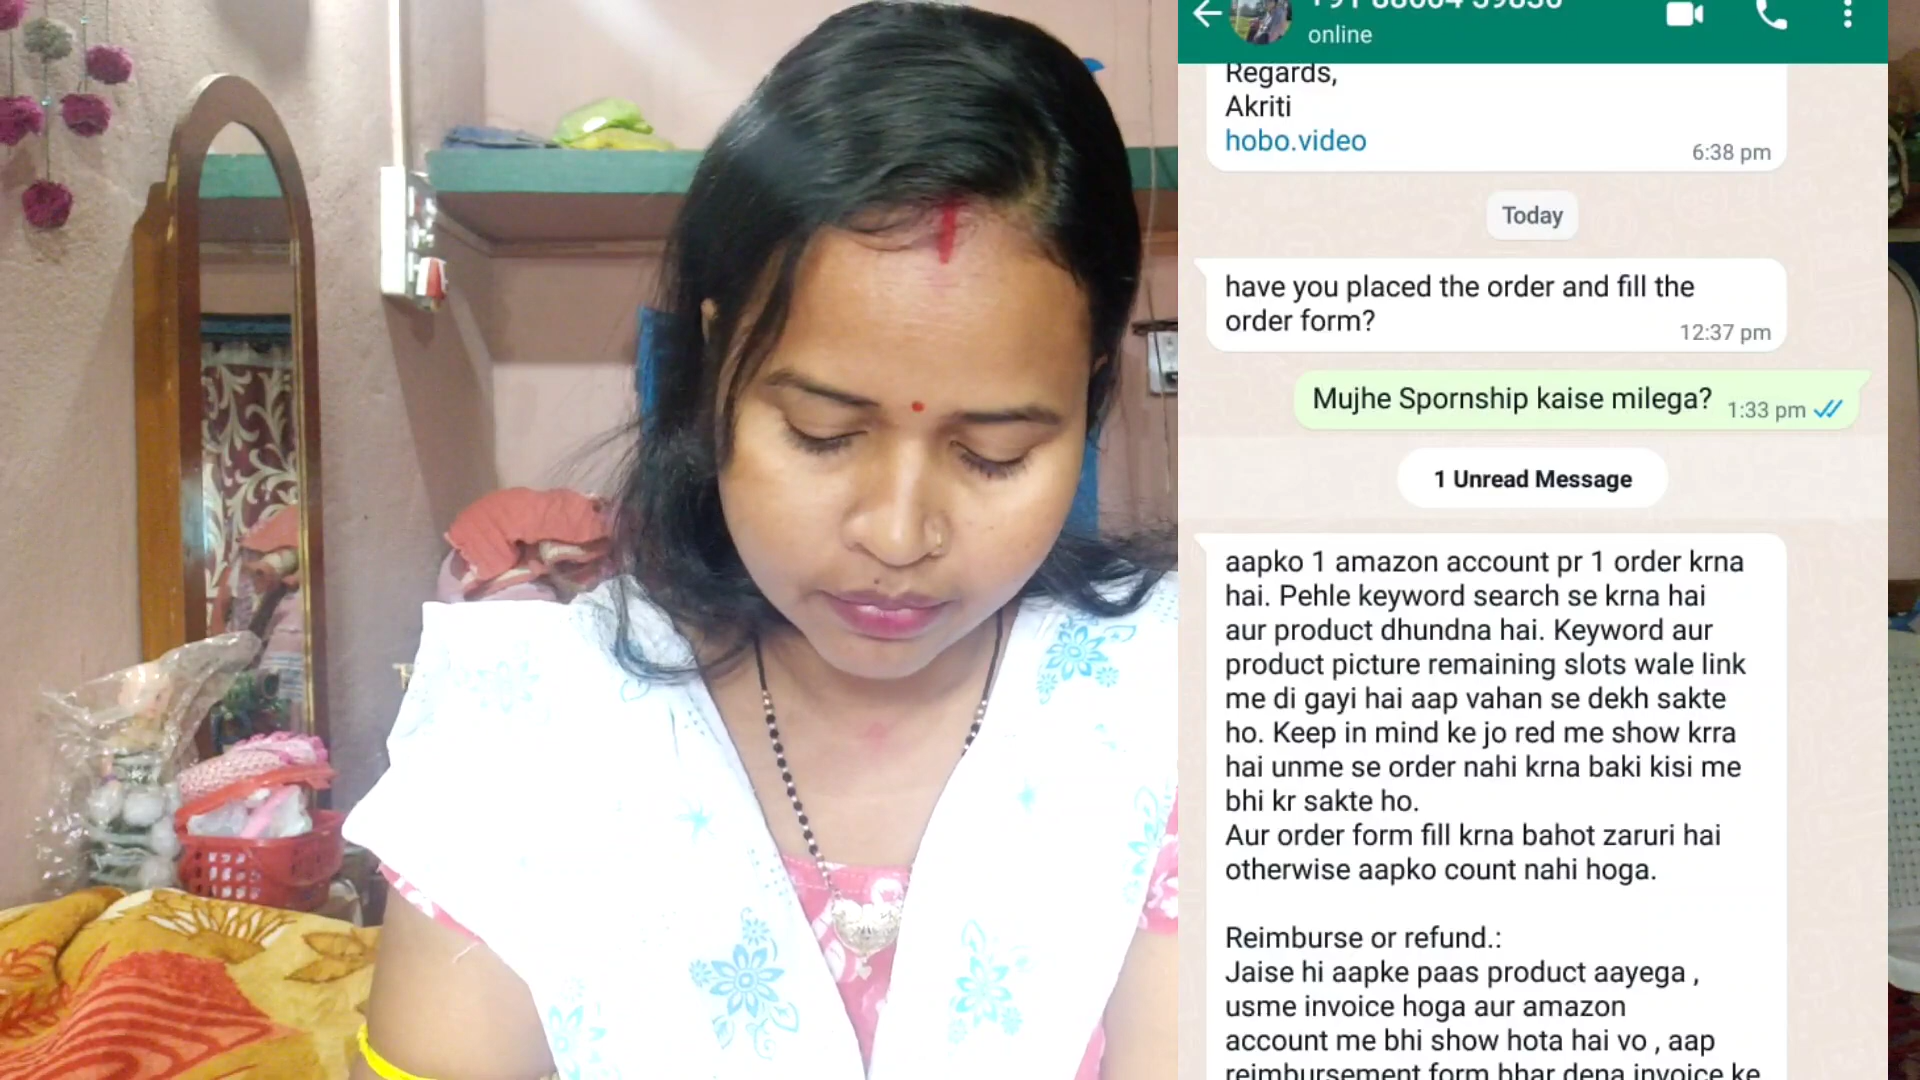 online
Regards,
Akriti
hobo.video
6:38 pm
Today
have you placed the order and fill the
order form?
12:37 pm
Mujhe Spornship kaise milega?
1:33 pm
1 Unread Message
aapko 1 amazon account pr 1 order krna
hai. Pehle keyword search se krna hai
aur product dhundna hai. Keyword aur
product picture remaining slots wale link
me di gayi hai aap vahan se dekh sakte
ho. Keep in mind ke jo red me show krra
hai unme se order nahi krna baki kisi me
bhi kr sakte ho.
Aur order form fill krna bahot zaruri hai
otherwise aapko count nahi hoga.
Reimburse or refund.:
Jaise hi aapke paas product aayega ,
usme invoice hoga aur amazon
account me bhi show hota hai vo , aap
reimbursement form bhar dena invoice ke